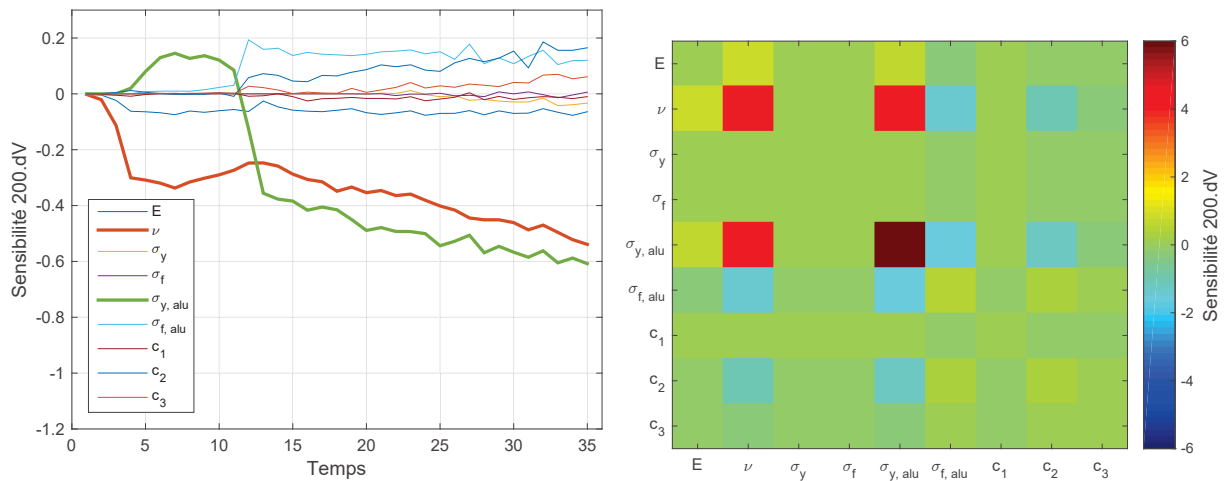 0.2
0
-0.2
-0.4
-0.6
-0.8
-1
-1.2
0 5 10 15 20 25 30 35
Temps
Sensibilité 200.dV
E
ν
σy
σf
σy, alu
σf, alu
c1
c2
c3
E
ν
σy
σf
σy, alu
σf, alu
c1
c2
c3
E ν σy σf σy, alu σf, alu c1 c2 c3
6
4
2
0
-2
-4
-6
Sensibilité 200.dV